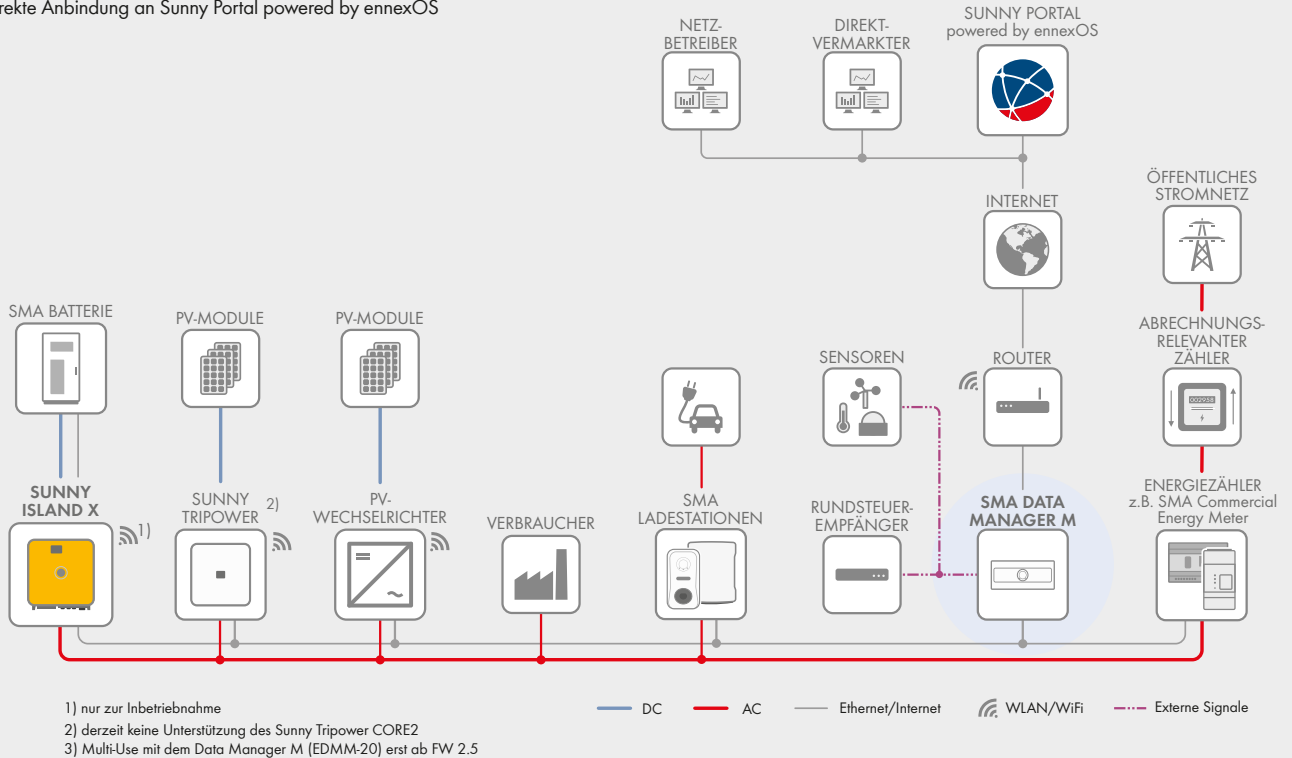 rekte Anbindung an Sunny Portal powered by ennexOS
NETZ-
BETREIBER
DIREKT-
VERMARKTER
SUNNY PORTAL
powered by ennexOS
INTERNET
ÖFFENTLICHES
STROMNETZ
SMA BATTERIE
PV-MODULE
PV-MODULE
SENSOREN
ROUTER
ABRECHNUNGS-
RELEVANTER
ZÄHLER
002958
SUNNY
ISLAND X
1)
SUNNY
TRIPOWER
2)
PV-
WECHSELRICHTER
VERBRAUCHER
SMA
LADESTATIONEN
RUNDSTEUER-
EMPFÄNGER
SMA DATA
MANAGER M
ENERGIEZÄHLER
z.B. SMA Commercial
Energy Meter
1) nur zur Inbetriebnahme
2) derzeit keine Unterstützung des Sunny Tripower CORE2
3) Multi-Use mit dem Data Manager M (EDMM-20) erst ab FW 2.5
DC
AC
Ethernet/Internet
WLAN/WiFi
Externe Signale